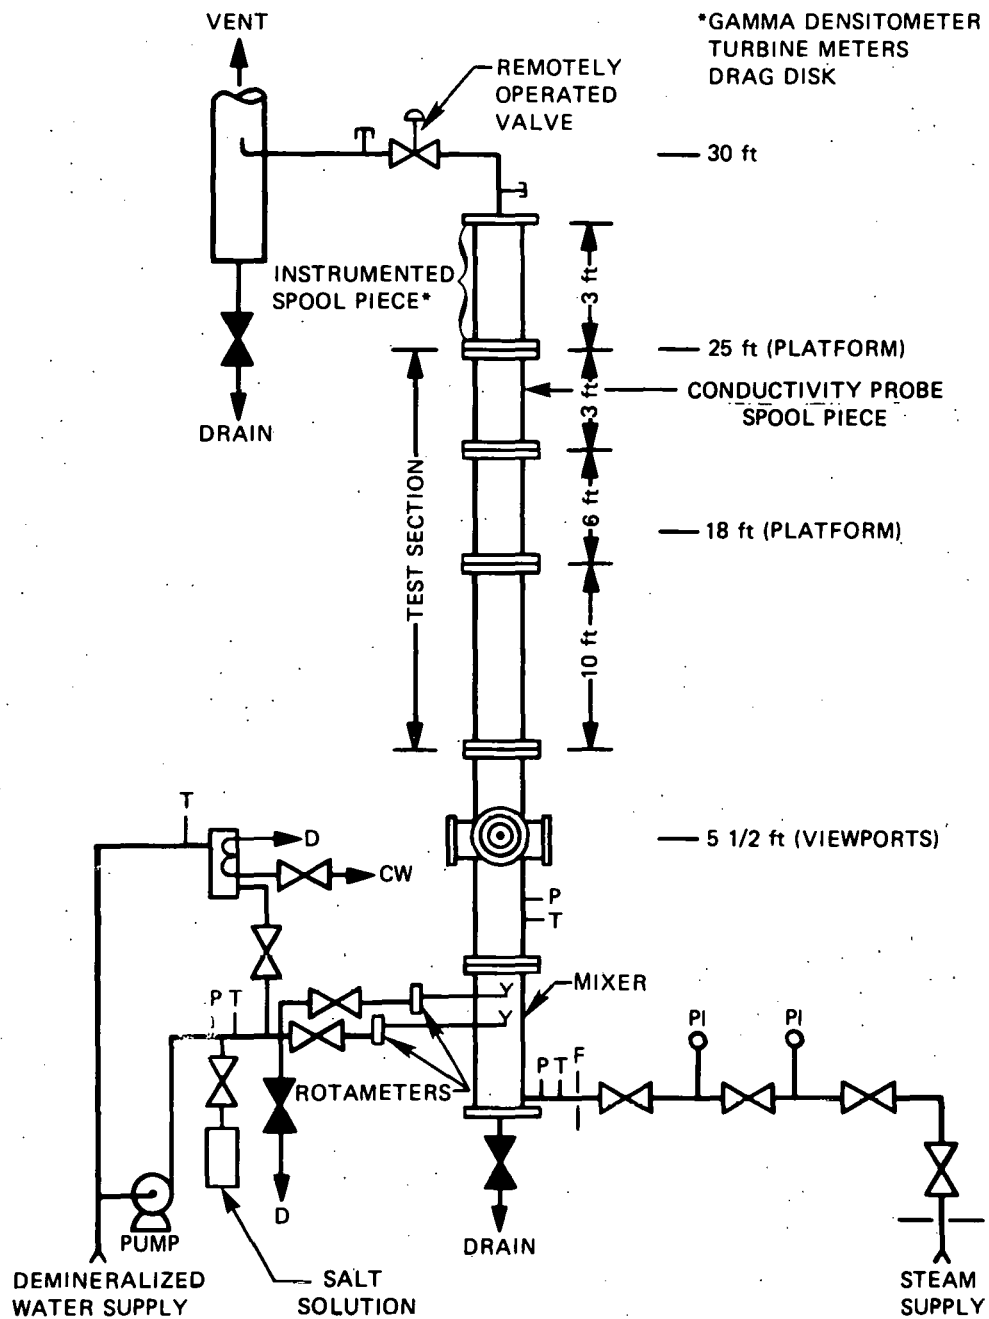 VENT
*GAMMA DENSITOMETER
TURBINE METERS
DRAG DISK
REMOTELY
OPERATED
VALVE
T
30 ft
INSTRUMENTED
SPOOL PIECE*
3 ft
25 ft (PLATFORM)
CONDUCTIVITY PROBE
SPOOL PIECE
3 ft
DRAIN
TEST SECTION
6 ft
18 ft (PLATFORM)
10 ft
T
D
CW
5 1/2 ft (VIEWPORTS)
P
T
MIXER
P T
PI
PI
P T F
ROTAMETERS
D
PUMP
DRAIN
DEMINERALIZED
WATER SUPPLY
SALT
SOLUTION
STEAM
SUPPLY